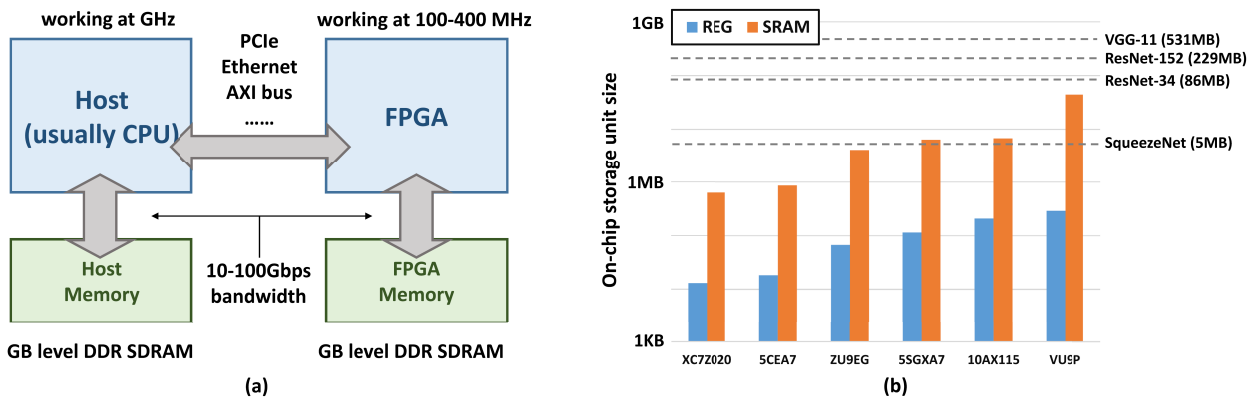 working at GHz
working at 100-400 MHz
PCIe
Ethernet
AXI bus
……
Host
(usually CPU)
FPGA
10-100Gbps
bandwidth
Host
Memory
FPGA
Memory
GB level DDR SDRAM
GB level DDR SDRAM
(a)
On-chip storage unit size
1GB
1MB
1KB
REG
SRAM
VGG-11 (531MB)
ResNet-152 (229MB)
ResNet-34 (86MB)
SqueezeNet (5MB)
XC7Z020
5CEA7
ZU9EG
5SGXA7
10AX115
VU9P
(b)